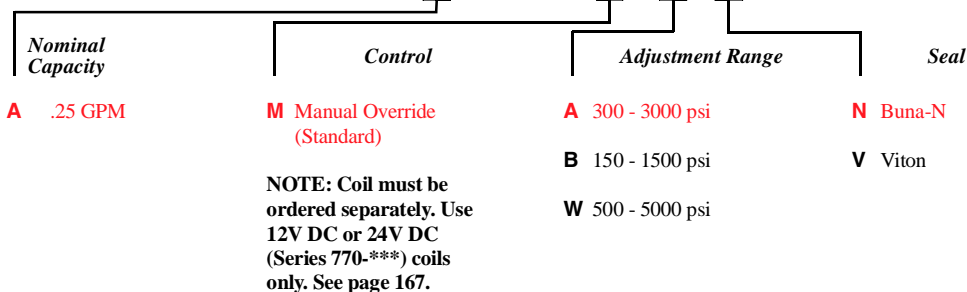 Nominal
Capacity
A .25 GPM
Control
M Manual Override
(Standard)
NOTE: Coil must be
ordered separately. Use
12V DC or 24V DC
(Series 770-***) coils
only. See page 167.
Adjustment Range
A 300 - 3000 psi
B 150 - 1500 psi
W 500 - 5000 psi
Seal
N Buna-N
V Viton